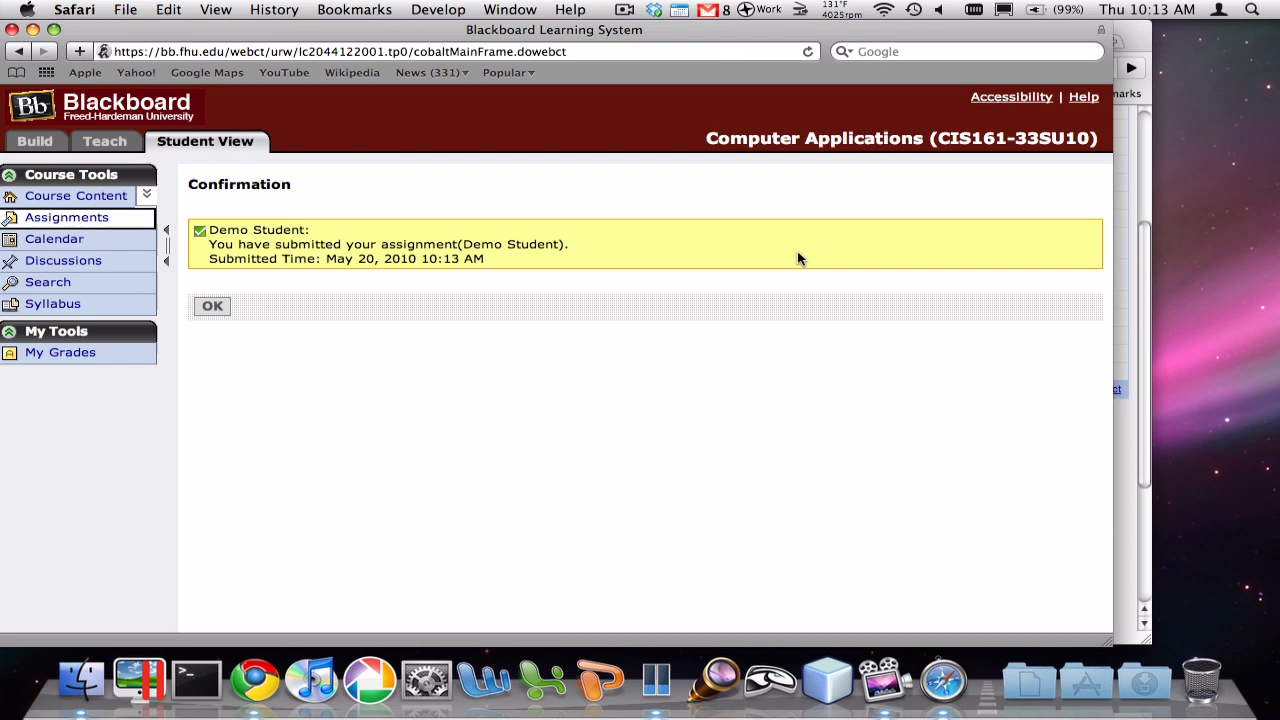 Safari File Edit View History Bookmarks Develop Window Help 8 Work 131°F 4025rpm (99%) Thu 10:13 AM
Blackboard Learning System
https://bb.fhu.edu/webct/urw/lc2044122001.tp0/cobaltMainFrame.dowebct
Google
Apple Yahoo! Google Maps YouTube Wikipedia News (331) Popular
marks
Bb Blackboard
Freed-Hardeman University
Accessibility | Help
Build Teach Student View
Computer Applications (CIS161-33SU10)
Course Tools
Course Content
Assignments
Calendar
Discussions
Search
Syllabus
My Tools
My Grades
Confirmation
Demo Student:
You have submitted your assignment(Demo Student).
Submitted Time: May 20, 2010 10:13 AM
OK
ct